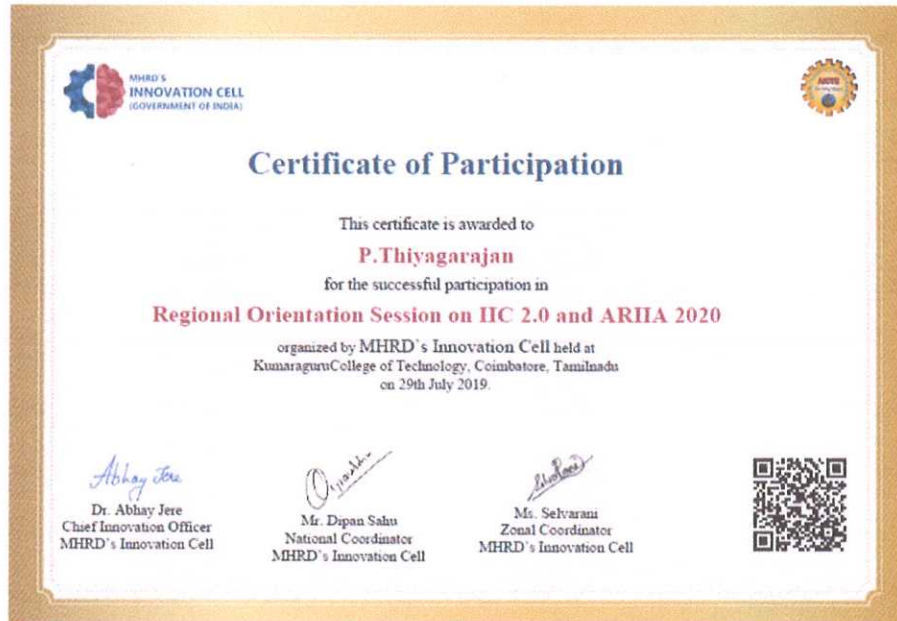 MHRD'S
INNOVATION CELL
(GOVERNMENT OF INDIA)
AICTE
Certificate of Participation
This certificate is awarded to
P.Thiyagarajan
for the successful participation in
Regional Orientation Session on IIC 2.0 and ARIIA 2020
organized by MHRD`s Innovation Cell held at
KumaraguruCollege of Technology, Coimbatore, Tamilnadu
on 29th July 2019.
Abhay Jere
Dr. Abhay Jere
Chief Innovation Officer
MHRD`s Innovation Cell
Mr. Dipan Sahu
National Coordinator
MHRD`s Innovation Cell
Ms. Selvarani
Zonal Coordinator
MHRD`s Innovation Cell